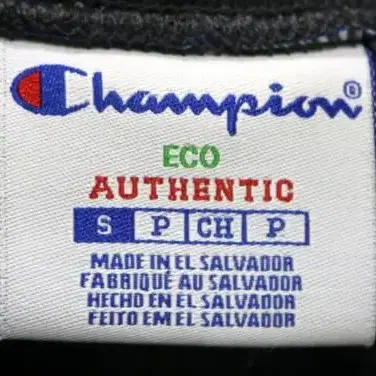 Champion®
ECO
AUTHENTIC
S P CH P
MADE IN EL SALVADOR
FABRIQUÉ AU SALVADOR
HECHO EN EL SALVADOR
FEITO EM EL SALVADOR